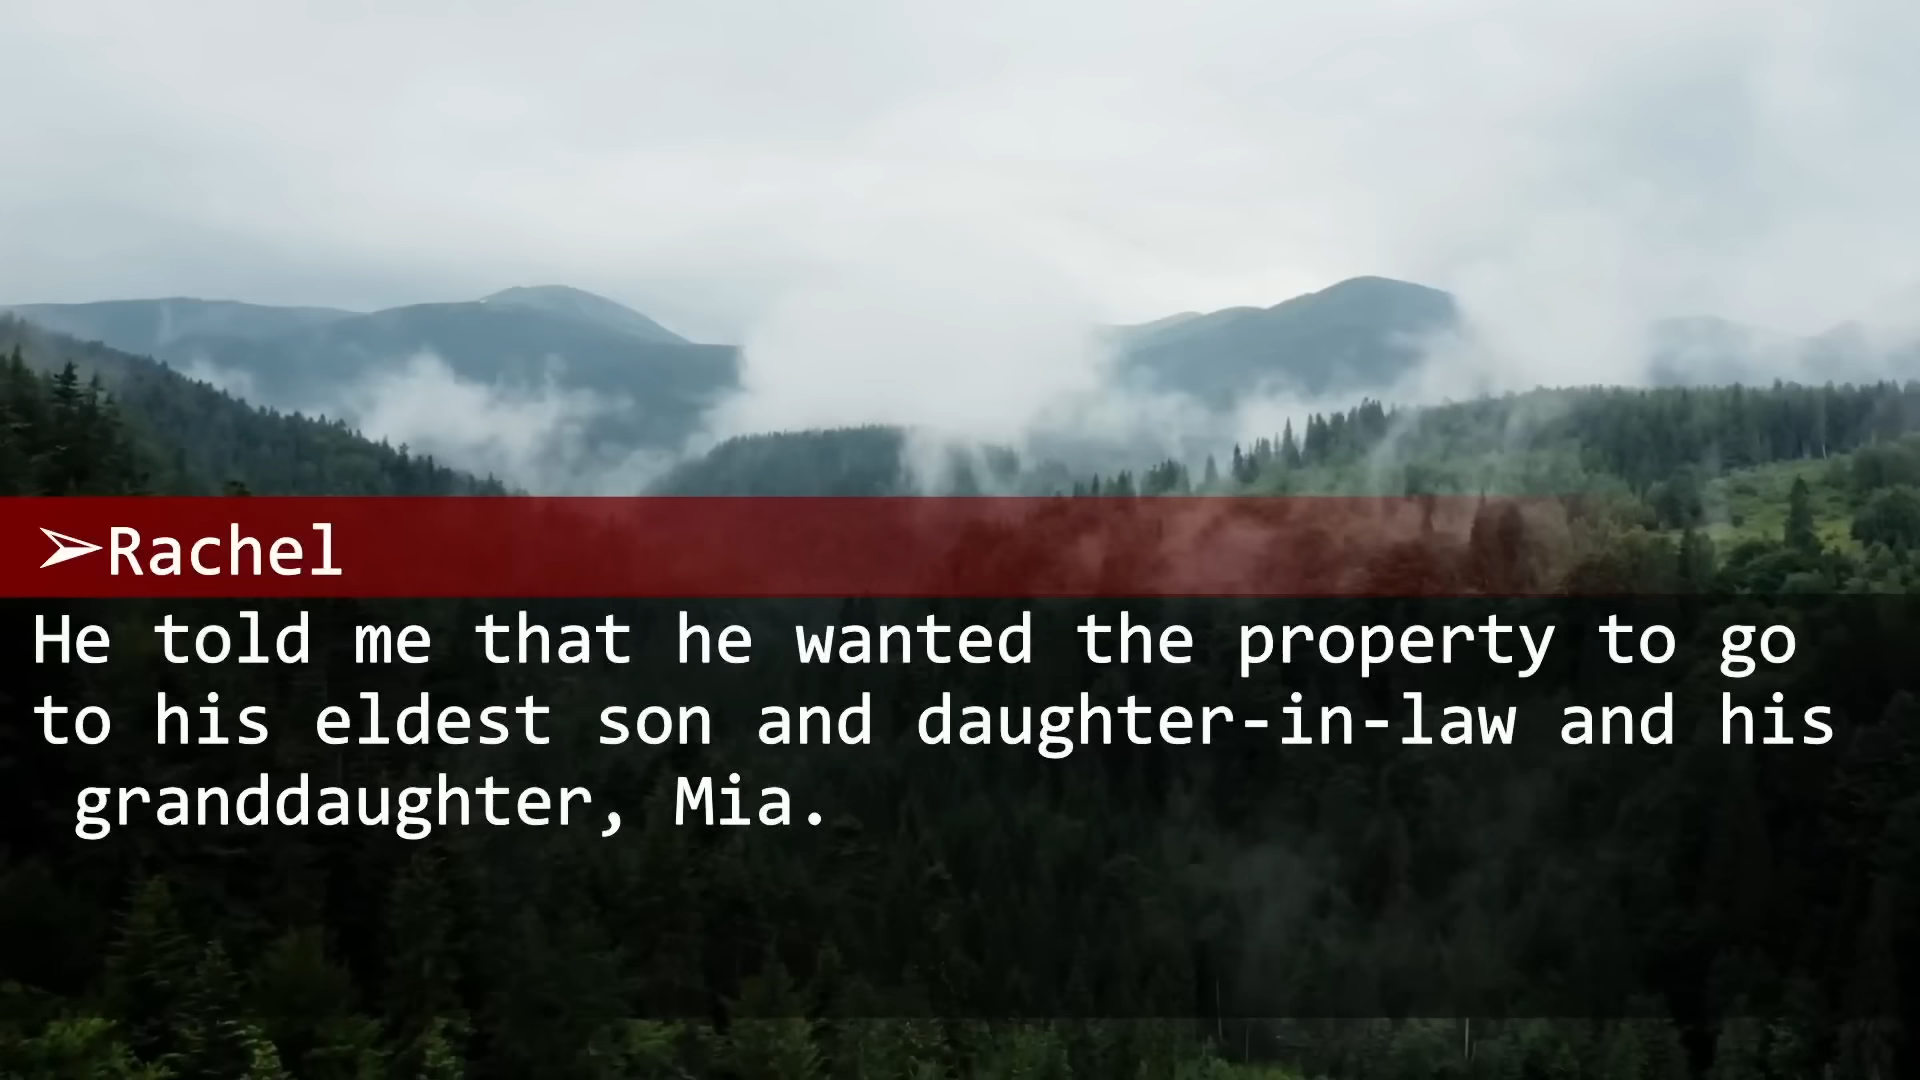 ➢Rachel
He told me that he wanted the property to go
to his eldest son and daughter-in-law and his
granddaughter, Mia.